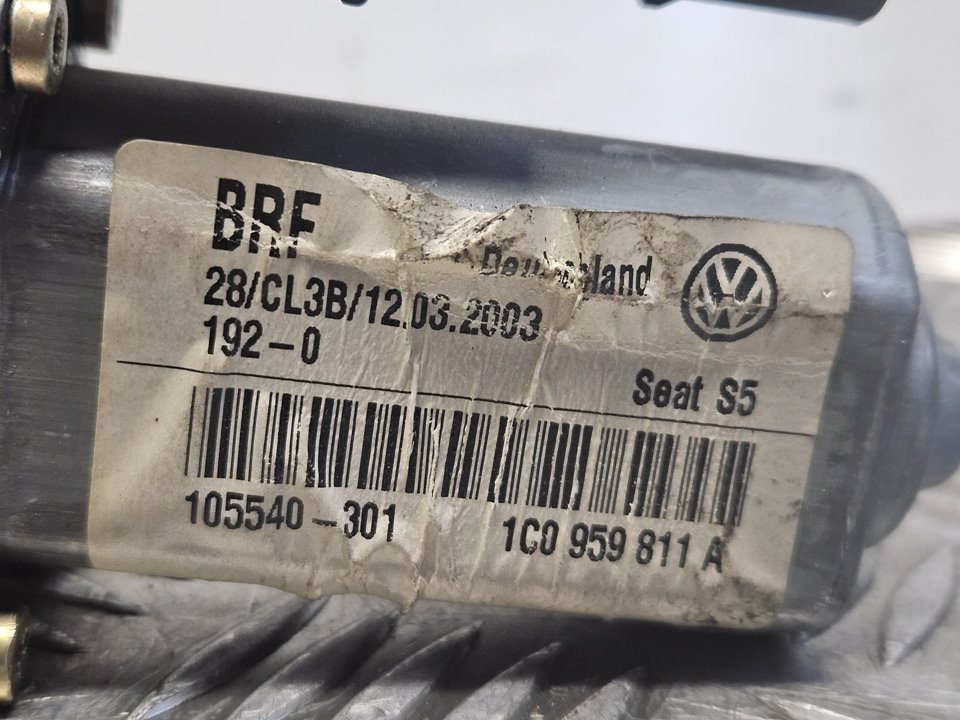 BRF
Deutschland
28/CL3B/12.03.2003
192-0
Seat S5
105540-301 1C0 959 811 A